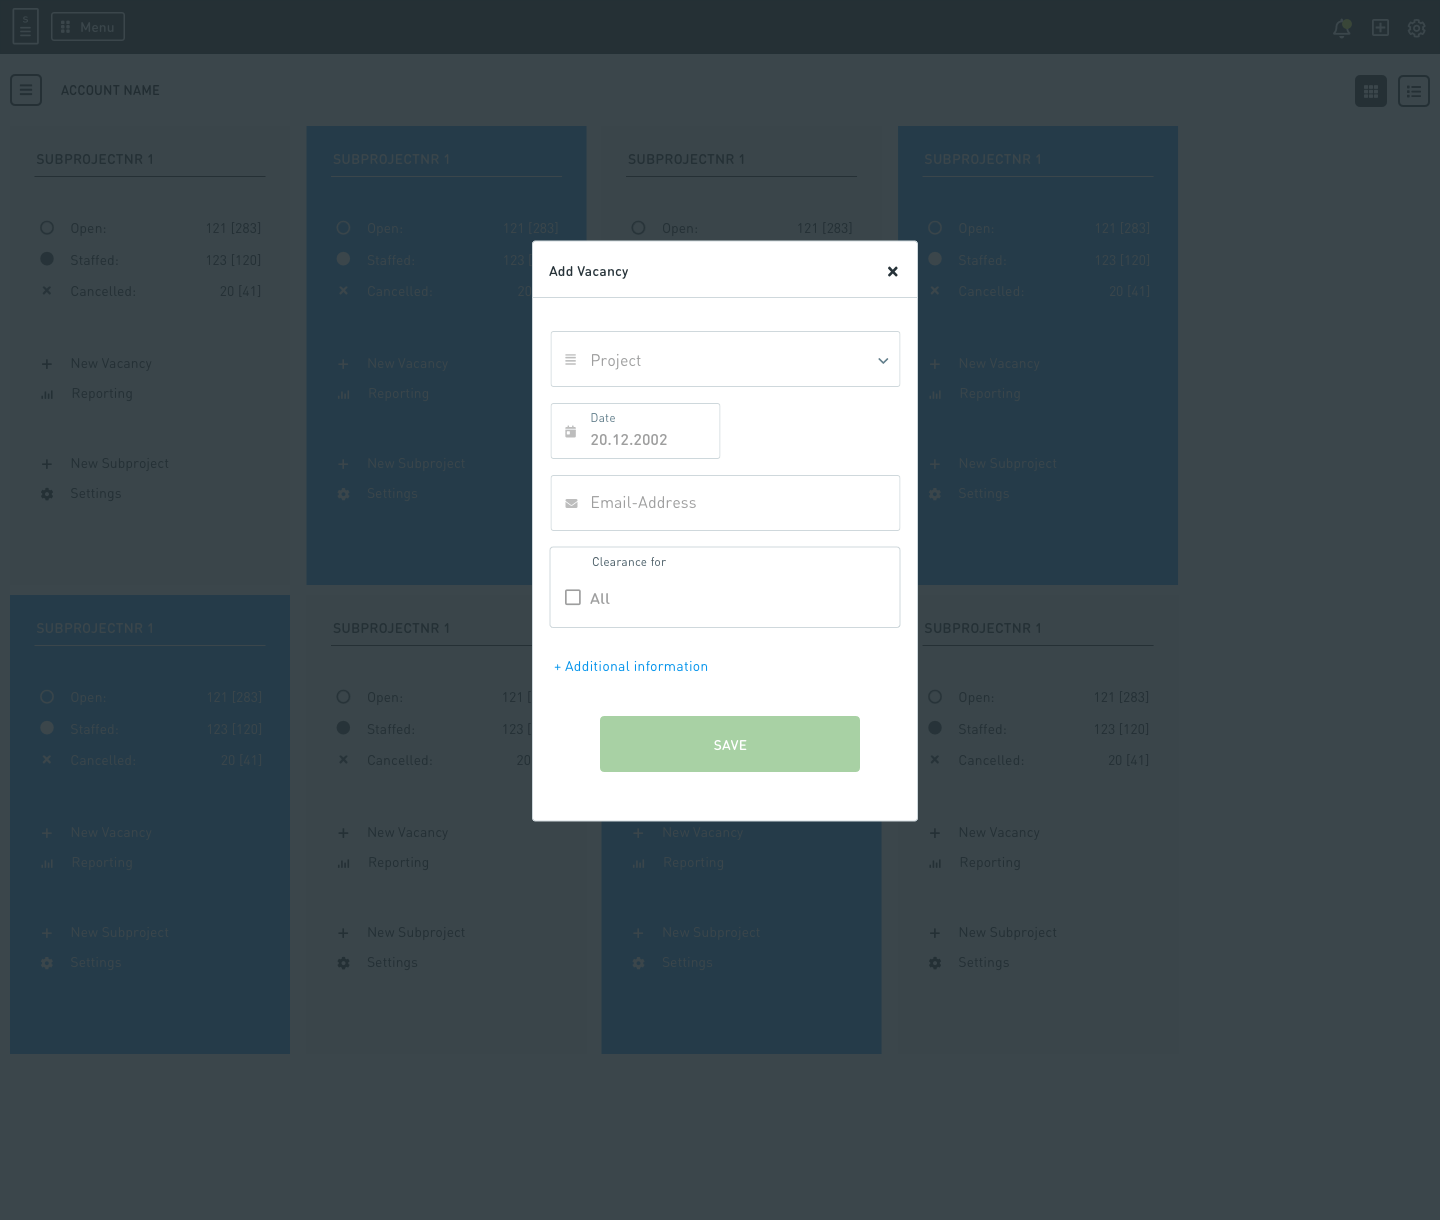 S
Menu
ACCOUNT NAME
SUBPROJECTNR 1
Open: 121 [283]
Staffed: 123 [120]
Cancelled: 20 [41]
New Vacancy
Reporting
New Subproject
Settings
SUBPROJECTNR 1
Open: 121 [283]
Staffed: 123 [
Cancelled: 20
New Vacancy
Reporting
New Subproject
Settings
SUBPROJECTNR 1
Open: 121 [283]
SUBPROJECTNR 1
Open: 121 [283]
Staffed: 123 [120]
Cancelled: 20 [41]
New Vacancy
Reporting
New Subproject
Settings
Add Vacancy
Project
Date
20.12.2002
Email-Address
Clearance for
All
+ Additional information
SAVE
SUBPROJECTNR 1
Open: 121 [283]
Staffed: 123 [120]
Cancelled: 20 [41]
New Vacancy
Reporting
New Subproject
Settings
SUBPROJECTNR 1
Open: 121 [
Staffed: 123 [
Cancelled: 20
New Vacancy
Reporting
New Subproject
Settings
New Vacancy
Reporting
New Subproject
Settings
SUBPROJECTNR 1
Open: 121 [283]
Staffed: 123 [120]
Cancelled: 20 [41]
New Vacancy
Reporting
New Subproject
Settings